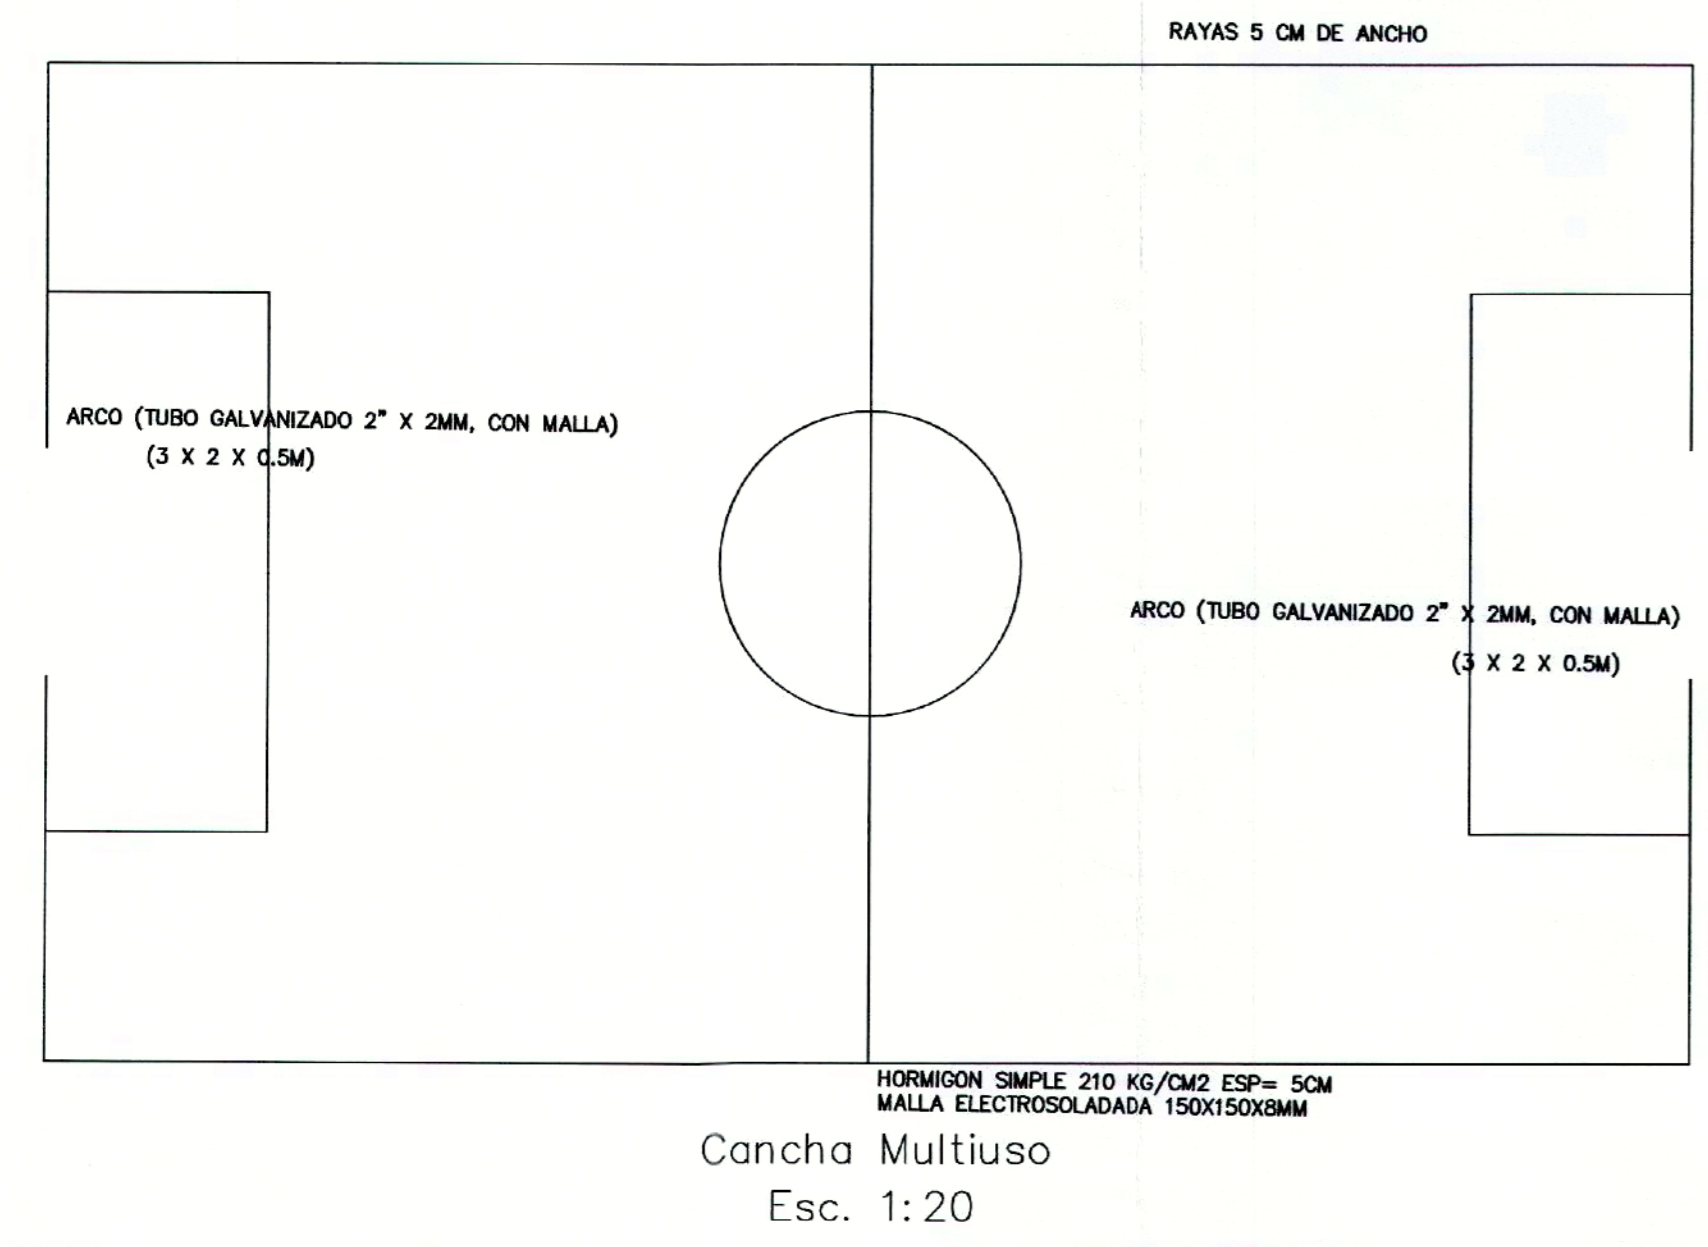 RAYAS 5 CM DE ANCHO
ARCO (TUBO GALVANIZADO 2" X 2MM, CON MALLA)
(3 X 2 X 0.5M)
ARCO (TUBO GALVANIZADO 2" X 2MM, CON MALLA)
(3 X 2 X 0.5M)
HORMIGON SIMPLE 210 KG/CM2 ESP= 5CM
MALLA ELECTROSOLADADA 150X150X8MM
Cancha Multiuso
Esc. 1:20